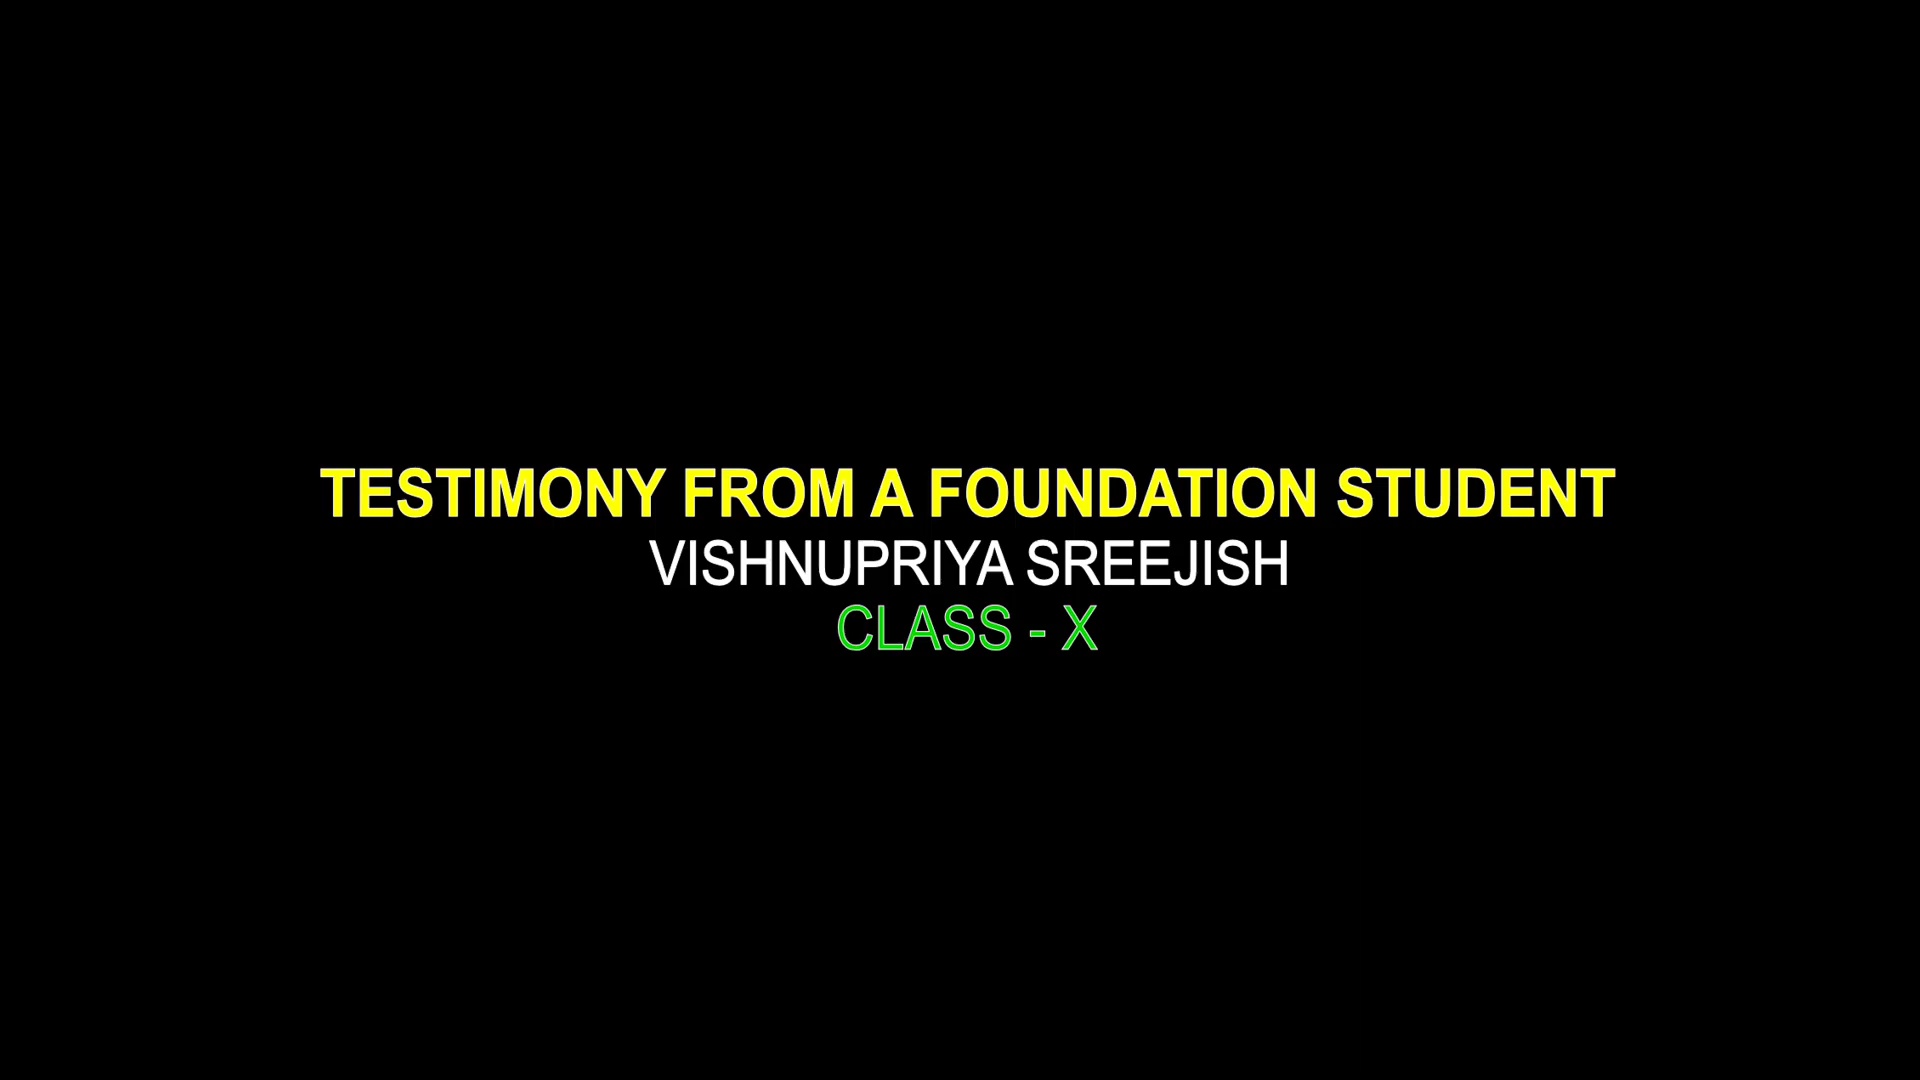 TESTIMONY FROM A FOUNDATION STUDENT
VISHNUPRIYA SREEJISH
CLASS - X